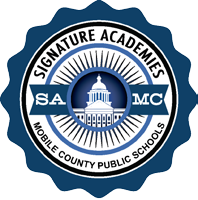 SIGNATURE ACADEMIES
SA MC
MOBILE COUNTY PUBLIC SCHOOLS